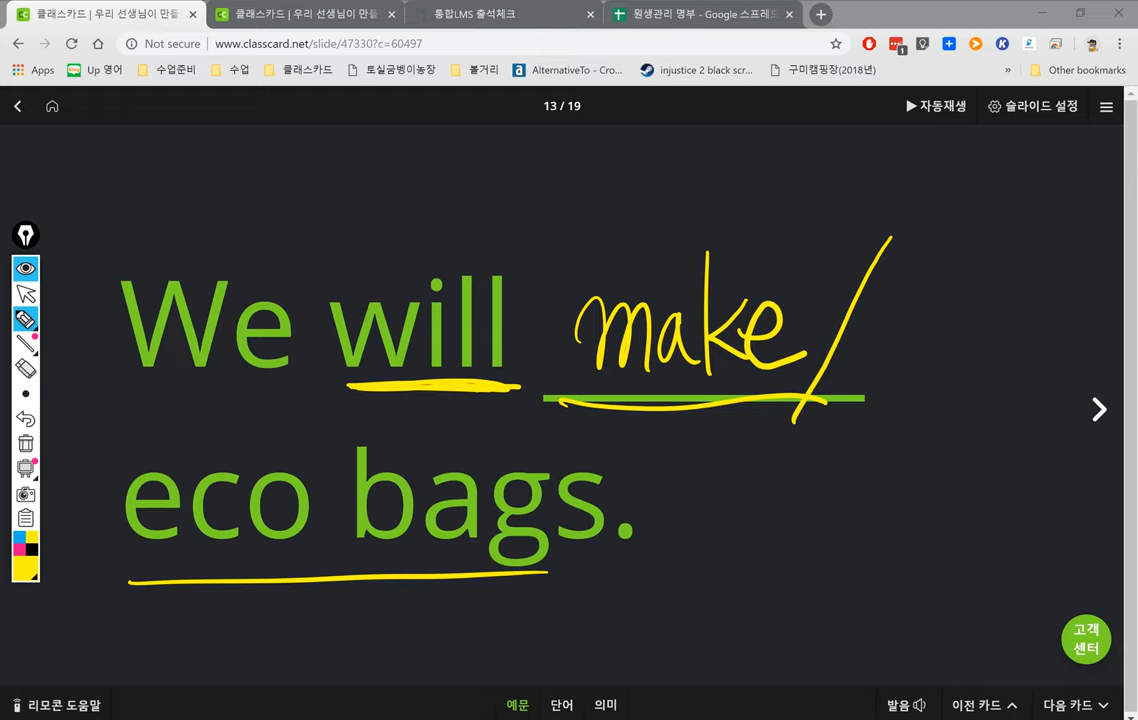 클래스카드 | 우리 선생님이 만들
클래스카드 | 우리 선생님이 만들
통합LMS 출석체크
원생관리 명부 - Google 스프레드
Not secure | www.classcard.net/slide/47330?c=60497
Apps Up 영어 수업준비 수업 클래스카드 토실굼벵이농장 볼거리 AlternativeTo - Cro... injustice 2 black scr... 구미캠핑장(2018년) » Other bookmarks
13 / 19 자동재생 슬라이드 설정
We will make /
eco bags.
고객
센터
리모콘 도움말 예문 단어 의미 발음 이전 카드 다음 카드